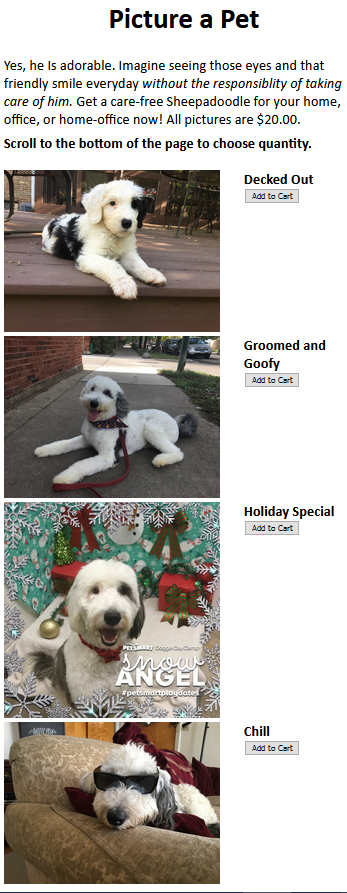 Picture a Pet
Yes, he Is adorable. Imagine seeing those eyes and that
friendly smile everyday without the responsiblity of taking
care of him. Get a care-free Sheepadoodle for your home,
office, or home-office now! All pictures are $20.00.
Scroll to the bottom of the page to choose quantity.
Decked Out
Add to Cart
Groomed and
Goofy
Add to Cart
Holiday Special
Add to Cart
PETSMART Doggie Day Camp
snow
ANGEL
#petsmartplaydates
Chill
Add to Cart